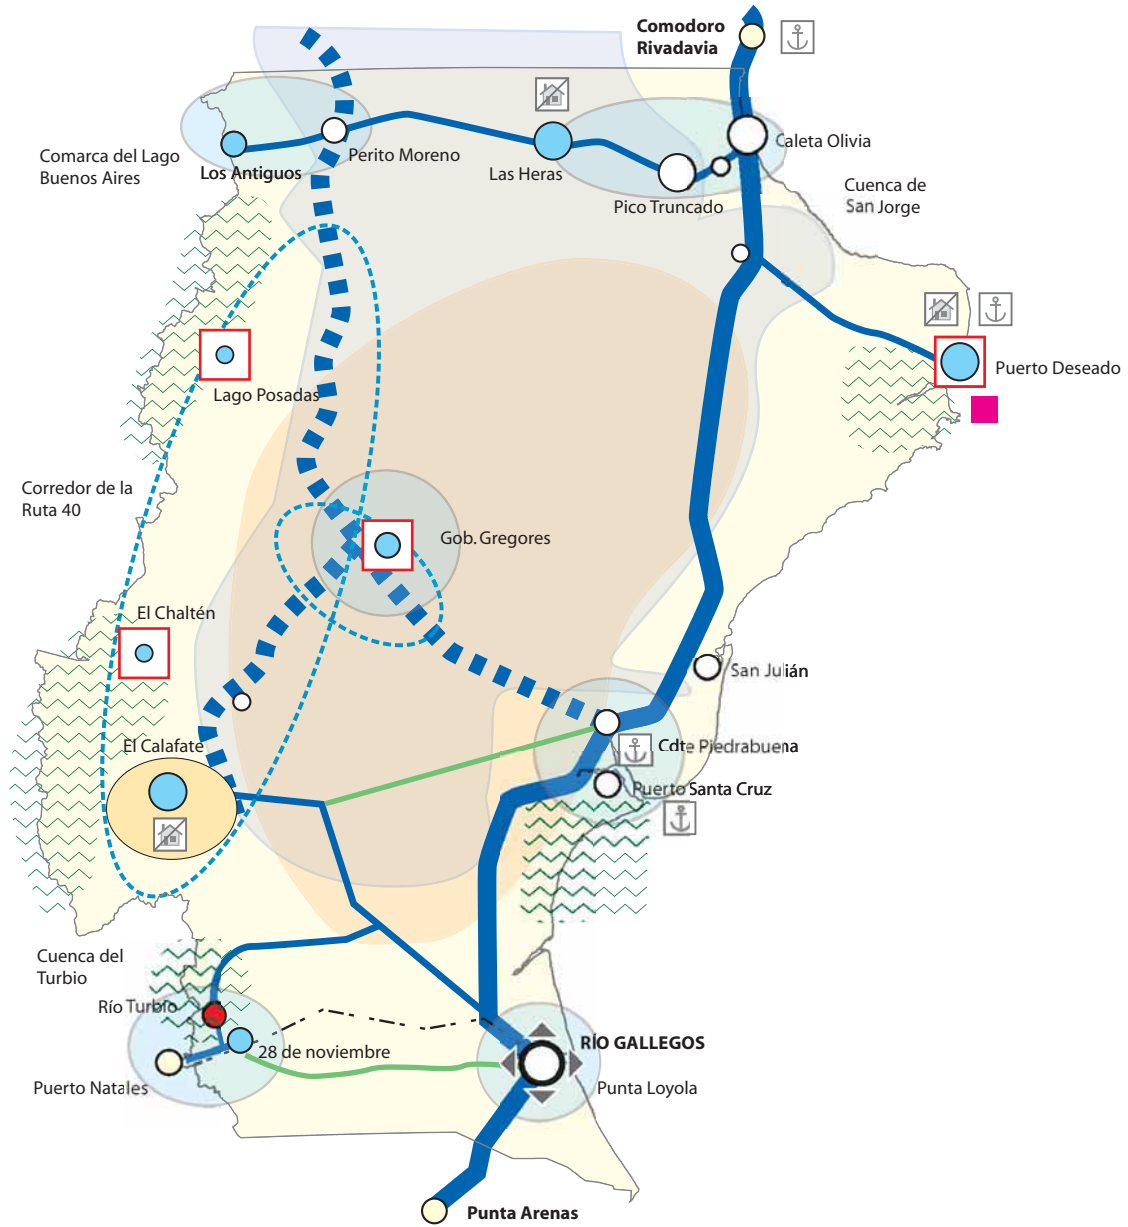 Comodoro
Rivadavia
Caleta Olivia
Comarca del Lago
Buenos Aires
Perito Moreno
Los Antiguos
Las Heras
Pico Truncado
Cuenca de
San Jorge
Puerto Deseado
Lago Posadas
Corredor de la
Ruta 40
Gob. Gregores
El Chaltén
San Julián
El Calafate
Cdte Piedrabuena
Puerto Santa Cruz
Cuenca del
Turbio
Río Turbio
RÍO GALLEGOS
28 de noviembre
Puerto Natales
Punta Loyola
Punta Arenas